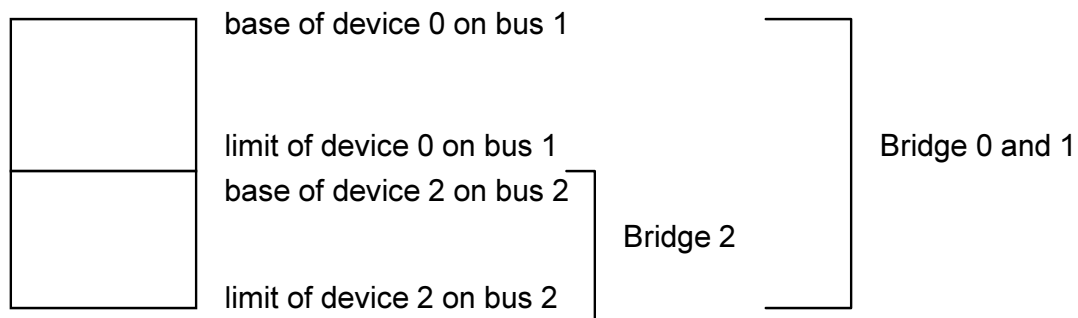 base of device 0 on bus 1
limit of device 0 on bus 1
Bridge 0 and 1
base of device 2 on bus 2
Bridge 2
limit of device 2 on bus 2